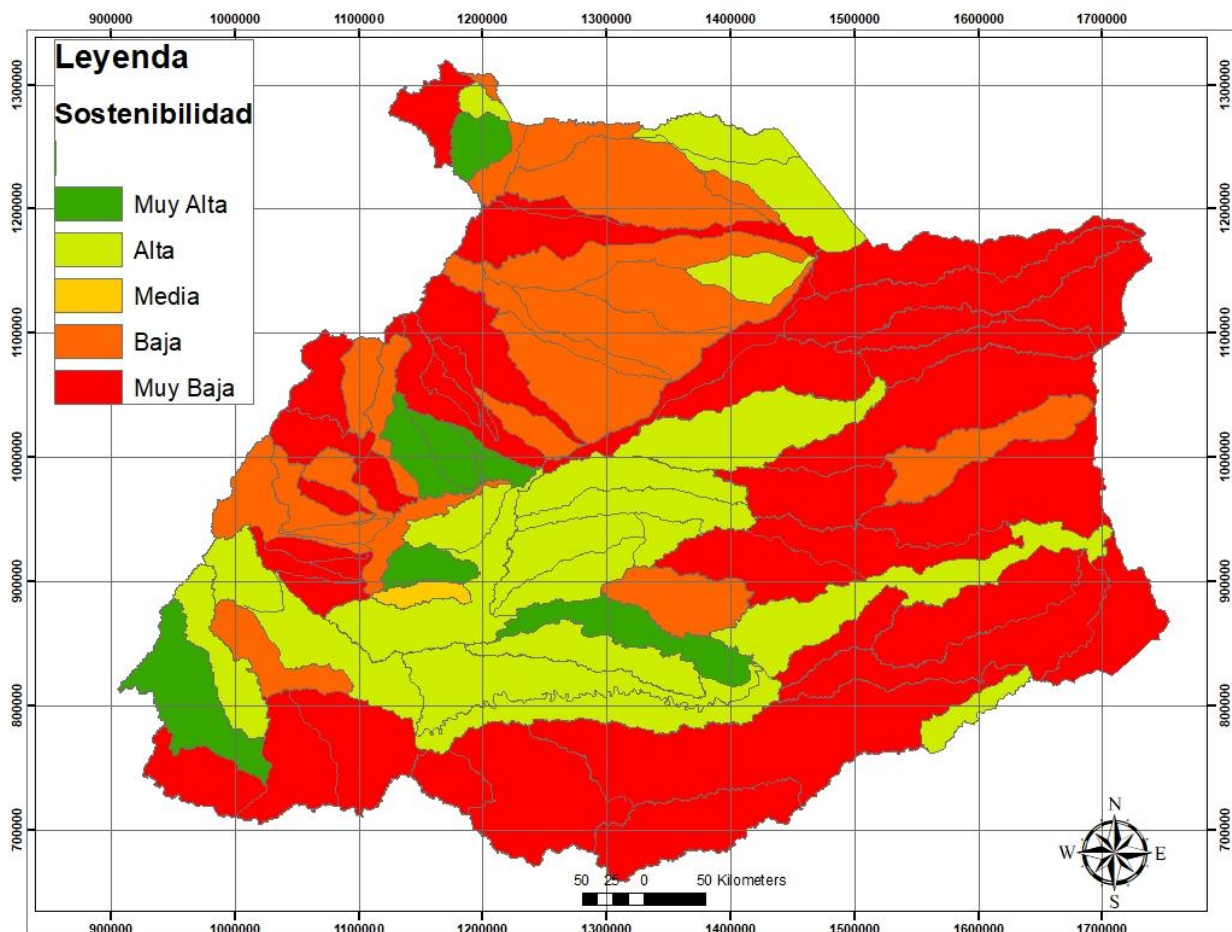 900000 1000000 1100000 1200000 1300000 1400000 1500000 1600000 1700000
Leyenda
Sostenibilidad
Muy Alta
Alta
Media
Baja
Muy Baja
1300000 1300000
1200000 1200000
1100000 1100000
1000000 1000000
900000 900000
800000 800000
700000 700000
N
W E
S
50 25 0 50 Kilometers
900000 1000000 1100000 1200000 1300000 1400000 1500000 1600000 1700000